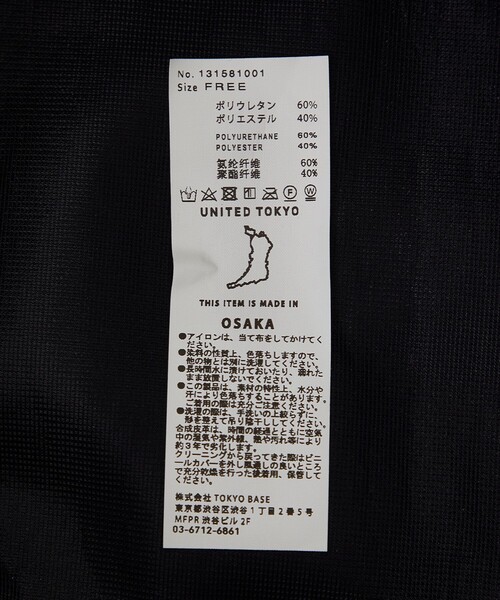 No. 131581001
Size FREE
ポリウレタン 60%
ポリエステル 40%
POLYURETHANE 60%
POLYESTER 40%
氨纶纤维 60%
聚酯纤维 40%
UNITED TOKYO
THIS ITEM IS MADE IN
OSAKA
●アイロンは、当て布をしてかけてく
ださい。
●染料の性質上、色落ちしますので、
他の物とは別に洗濯してください。
●長時間水に漬けておいたり、濡れた
まま放置しないでください。
●この製品は、素材の特性上、水分や
汗により色落ちすることがあります。
ご着用の際は充分ご注意ください。
●洗濯の際は、手洗いの上絞らずに、
形を整えて吊り陰干ししてください。
合成皮革は、時間の経過とともに空気
中の湿気や紫外線、熱や汚れ等により
約3年で劣化します。
クリーニングから戻ってきた際はビニ
ールカバーを外し風通しの良いところ
で充分乾燥を行った後着用、保管して
ください。
株式会社 TOKYO BASE
東京都渋谷区渋谷1丁目2番5号
MFPR 渋谷ビル 2F
03-6712-6861